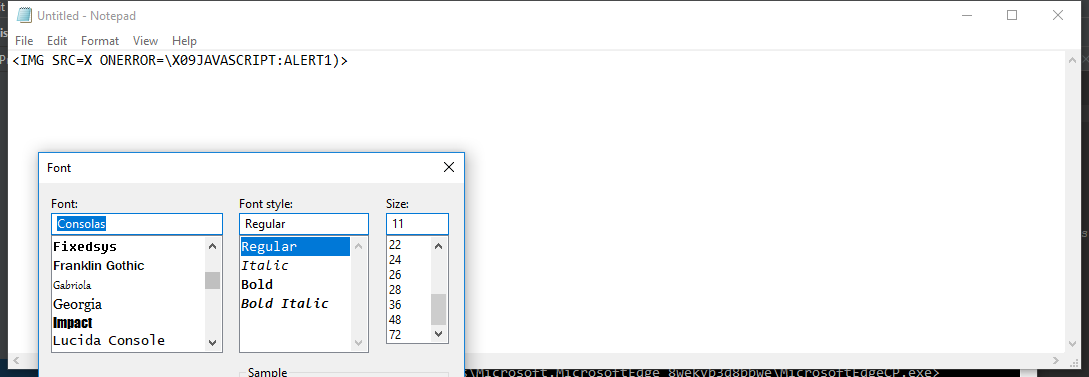 Untitled - Notepad
File Edit Format View Help
<IMG SRC=X ONERROR=\X09JAVASCRIPT:ALERT1)>
Font
Font: Font style: Size:
Consolas Regular 11
Fixedsys Regular 22
Franklin Gothic Italic 24
Gabriola Bold 26
Georgia Bold Italic 28
Impact 36
Lucida Console 48
72
Sample
\Microsoft.MicrosoftEdge_8wekyb3d8bbwe\MicrosoftEdgeCP.exe>